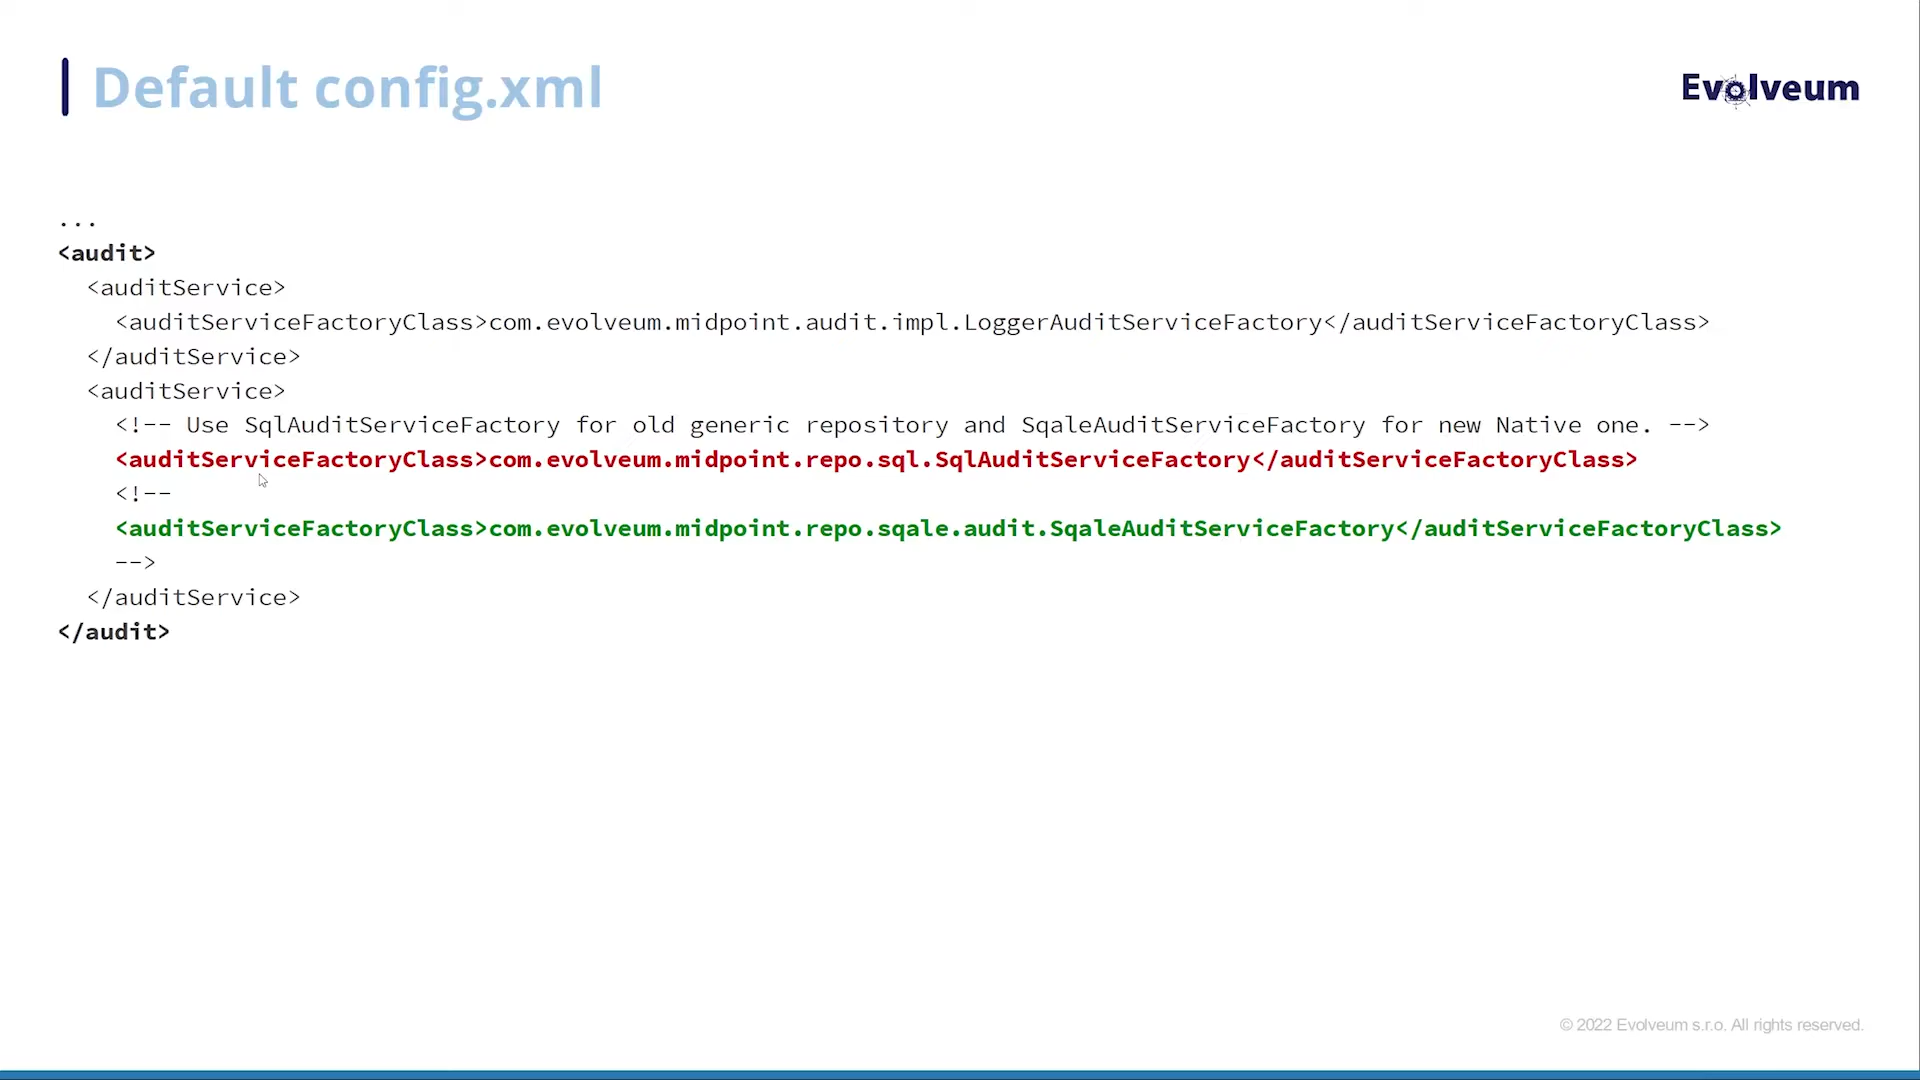 Default config.xml
Evolveum
...
<audit>
<auditService>
<auditServiceFactoryClass>com.evolveum.midpoint.audit.impl.LoggerAuditServiceFactory</auditServiceFactoryClass>
</auditService>
<auditService>
<!-- Use SqlAuditServiceFactory for old generic repository and SqaleAuditServiceFactory for new Native one. -->
<auditServiceFactoryClass>com.evolveum.midpoint.repo.sql.SqlAuditServiceFactory</auditServiceFactoryClass>
<!--
<auditServiceFactoryClass>com.evolveum.midpoint.repo.sqale.audit.SqaleAuditServiceFactory</auditServiceFactoryClass>
-->
</auditService>
</audit>
© 2022 Evolveum s.r.o. All rights reserved.